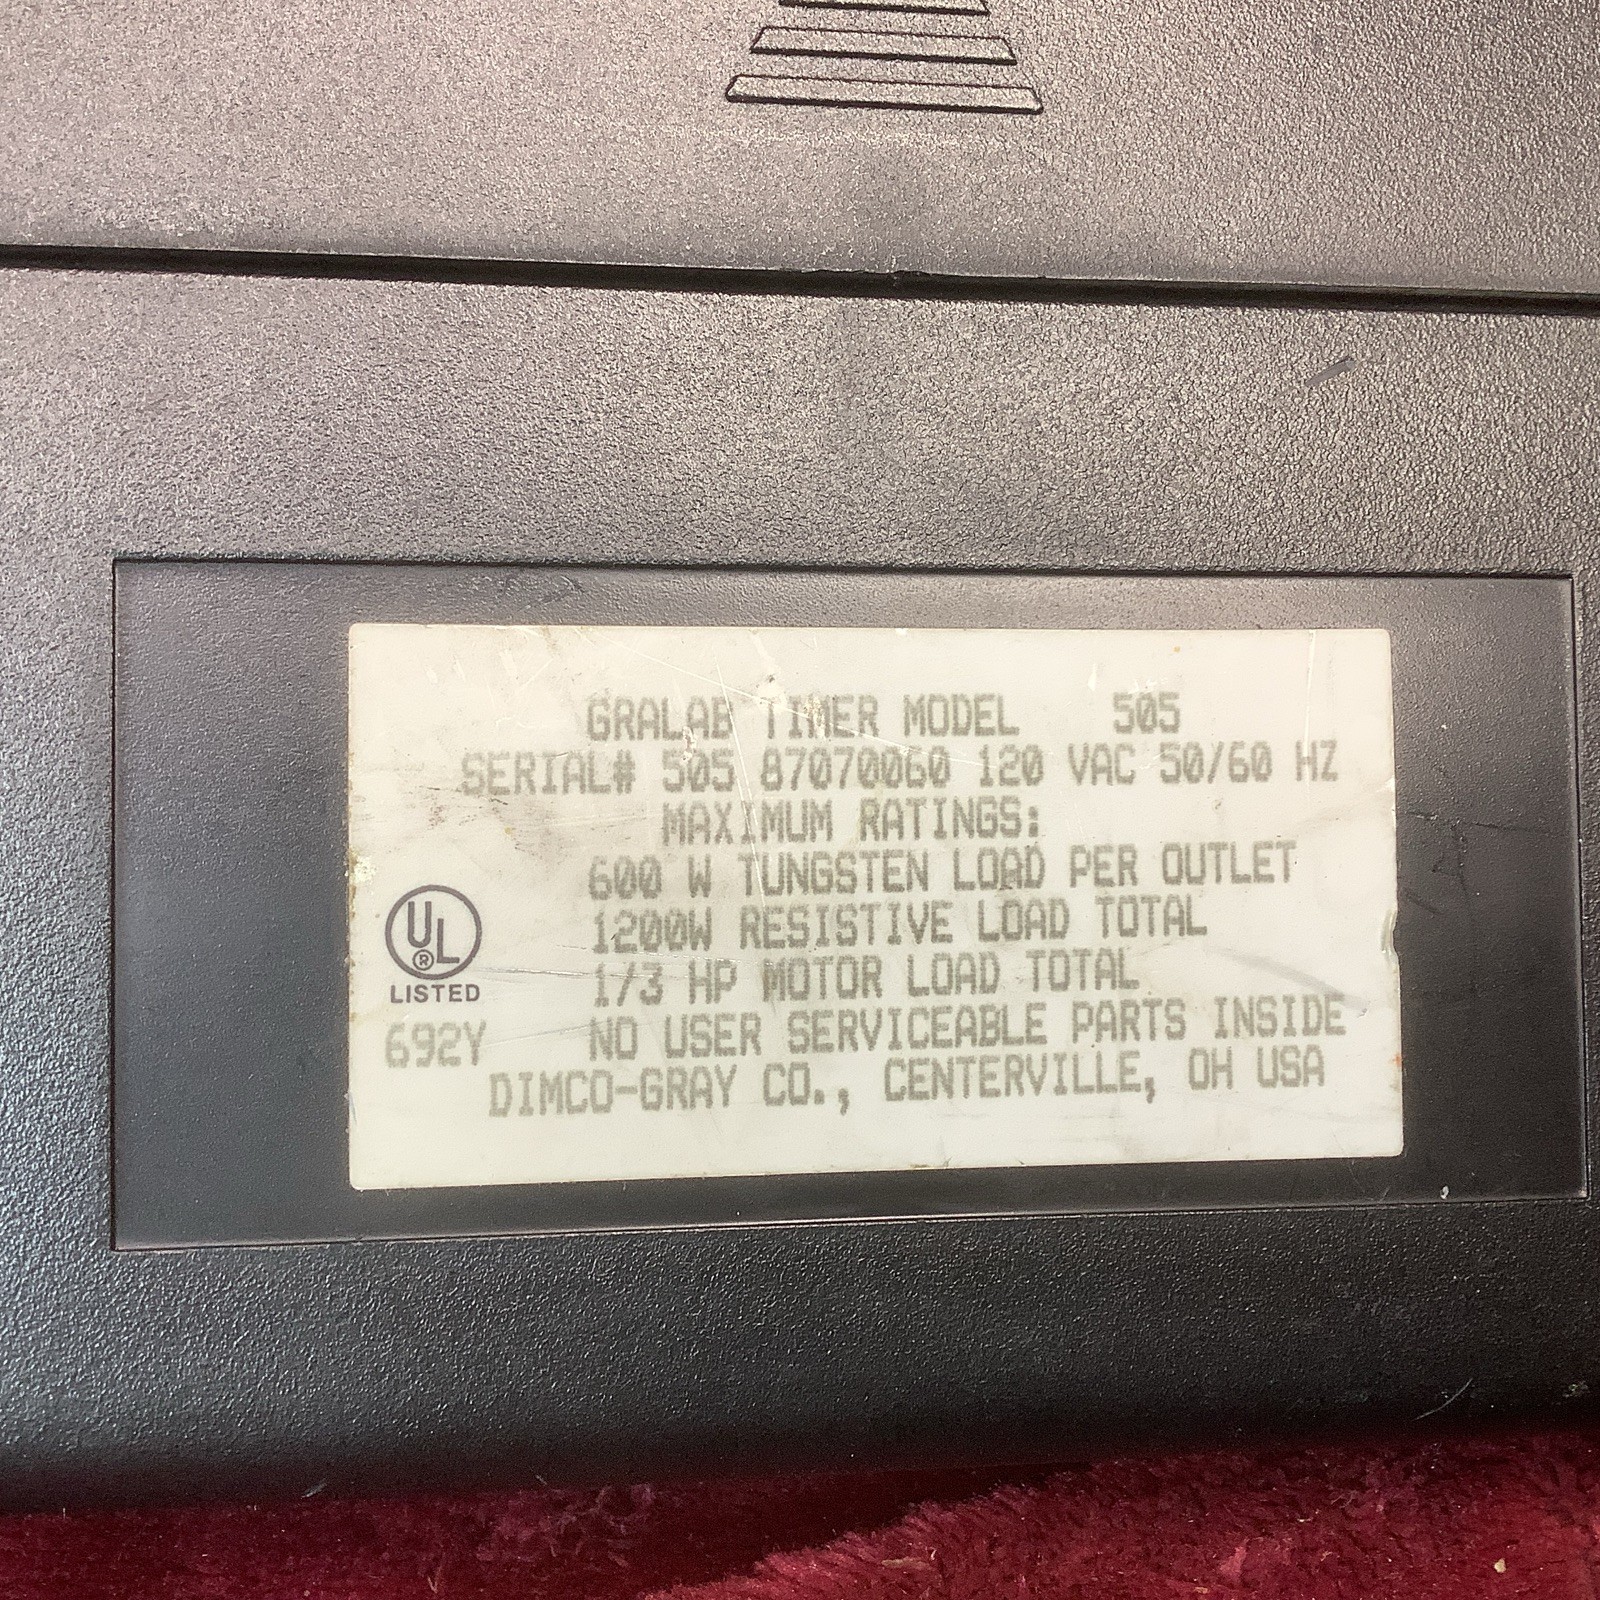 GRALAB TIMER MODEL 505
SERIAL# 505 87070060 120 VAC 50/60 HZ
MAXIMUM RATINGS:
600 W TUNGSTEN LOAD PER OUTLET
1200W RESISTIVE LOAD TOTAL
1/3 HP MOTOR LOAD TOTAL
NO USER SERVICEABLE PARTS INSIDE
DIMCO-GRAY CO., CENTERVILLE, OH USA
UL ®
LISTED
692Y